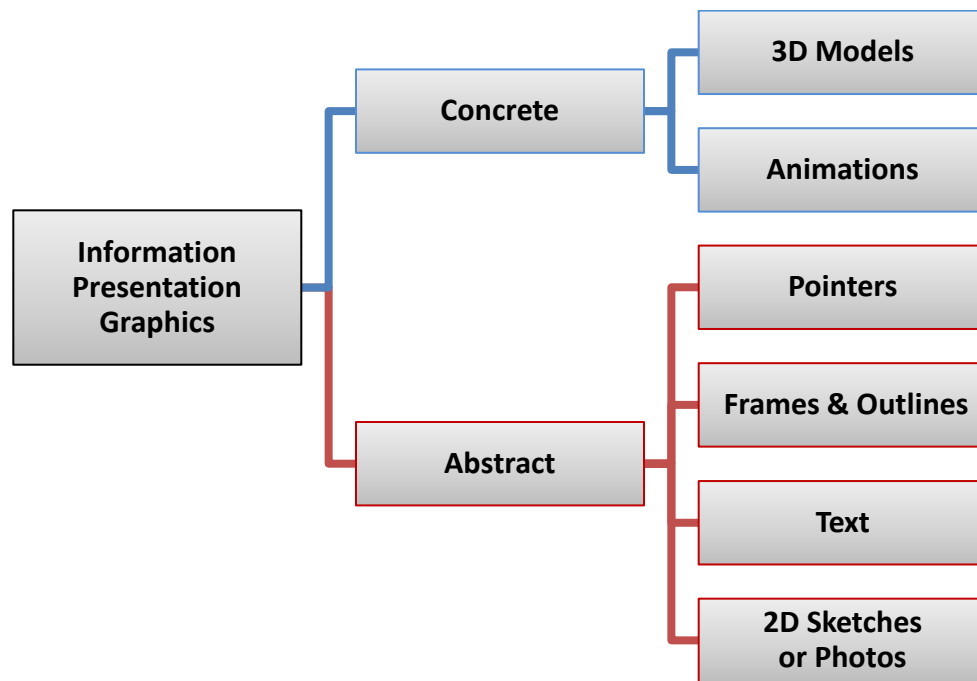 Information
Presentation
Graphics
Concrete
3D Models
Animations
Abstract
Pointers
Frames & Outlines
Text
2D Sketches
or Photos